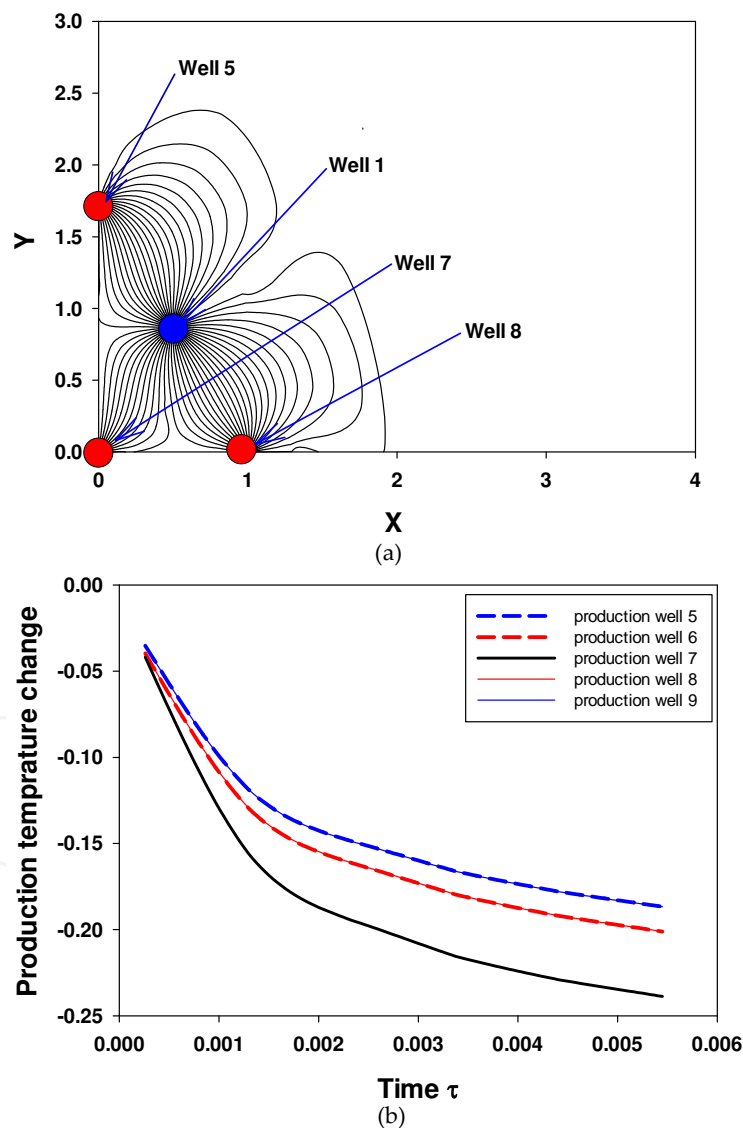 3.0
Well 5
2.5
2.0
Well 1
Y
1.5
Well 7
1.0
Well 8
0.5
0.0
0 1 2 3 4
X
(a)
0.00
production well 5
production well 6
-0.05
production well 7
production well 8
production well 9
-0.10
Production temprature change
-0.15
-0.20
-0.25
0.000 0.001 0.002 0.003 0.004 0.005 0.006
Time τ
(b)